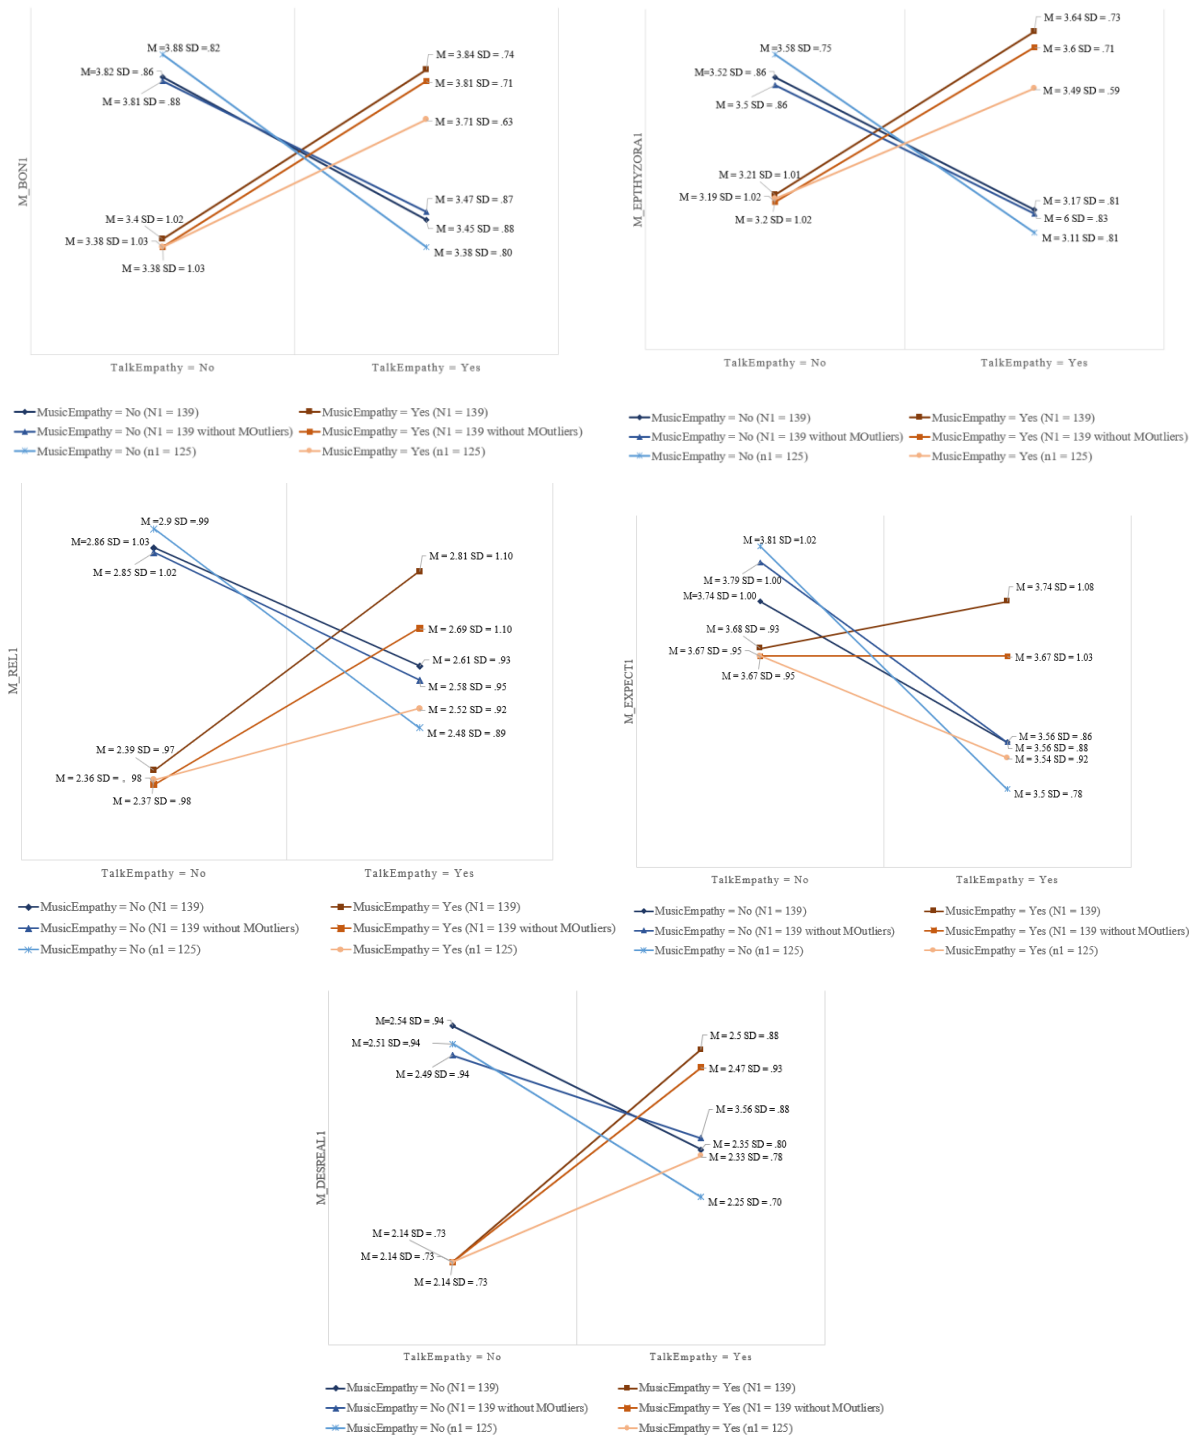 M_BON1
M =3.88 SD =.82
M=3.82 SD = .86
M = 3.81 SD = .88
M = 3.84 SD = .74
M = 3.81 SD = .71
M = 3.71 SD = .63
M = 3.4 SD = 1.02
M = 3.38 SD = 1.03
M = 3.38 SD = 1.03
M = 3.47 SD = .87
M = 3.45 SD = .88
M = 3.38 SD = .80
TalkEmpathy = No
TalkEmpathy = Yes
MusicEmpathy = No (N1 = 139)
MusicEmpathy = Yes (N1 = 139)
MusicEmpathy = No (N1 = 139 without MOutliers)
MusicEmpathy = Yes (N1 = 139 without MOutliers)
MusicEmpathy = No (n1 = 125)
MusicEmpathy = Yes (n1 = 125)
M_EPTHYZORA1
M =3.58 SD =.75
M=3.52 SD = .86
M = 3.5 SD = .86
M = 3.64 SD = .73
M = 3.6 SD = .71
M = 3.49 SD = .59
M = 3.21 SD = 1.01
M = 3.19 SD = 1.02
M = 3.2 SD = 1.02
M = 3.17 SD = .81
M = 6 SD = .83
M = 3.11 SD = .81
TalkEmpathy = No
TalkEmpathy = Yes
MusicEmpathy = No (N1 = 139)
MusicEmpathy = Yes (N1 = 139)
MusicEmpathy = No (N1 = 139 without MOutliers)
MusicEmpathy = Yes (N1 = 139 without MOutliers)
MusicEmpathy = No (n1 = 125)
MusicEmpathy = Yes (n1 = 125)
M_REL1
M =2.9 SD =.99
M=2.86 SD = 1.03
M = 2.85 SD = 1.02
M = 2.81 SD = 1.10
M = 2.69 SD = 1.10
M = 2.61 SD = .93
M = 2.58 SD = .95
M = 2.52 SD = .92
M = 2.48 SD = .89
M = 2.39 SD = .97
M = 2.36 SD = , 98
M = 2.37 SD = .98
TalkEmpathy = No
TalkEmpathy = Yes
MusicEmpathy = No (N1 = 139)
MusicEmpathy = Yes (N1 = 139)
MusicEmpathy = No (N1 = 139 without MOutliers)
MusicEmpathy = Yes (N1 = 139 without MOutliers)
MusicEmpathy = No (n1 = 125)
MusicEmpathy = Yes (n1 = 125)
M_EXPECT1
M =3.81 SD =1.02
M = 3.79 SD = 1.00
M=3.74 SD = 1.00
M = 3.74 SD = 1.08
M = 3.68 SD = .93
M = 3.67 SD = .95
M = 3.67 SD = .95
M = 3.67 SD = 1.03
M = 3.56 SD = .86
M = 3.56 SD = .88
M = 3.54 SD = .92
M = 3.5 SD = .78
TalkEmpathy = No
TalkEmpathy = Yes
MusicEmpathy = No (N1 = 139)
MusicEmpathy = Yes (N1 = 139)
MusicEmpathy = No (N1 = 139 without MOutliers)
MusicEmpathy = Yes (N1 = 139 without MOutliers)
MusicEmpathy = No (n1 = 125)
MusicEmpathy = Yes (n1 = 125)
M_DESREAL1
M=2.54 SD = .94
M =2.51 SD =.94
M = 2.49 SD = .94
M = 2.5 SD = .88
M = 2.47 SD = .93
M = 3.56 SD = .88
M = 2.35 SD = .80
M = 2.33 SD = .78
M = 2.25 SD = .70
M = 2.14 SD = .73
M = 2.14 SD = .73
M = 2.14 SD = .73
TalkEmpathy = No
TalkEmpathy = Yes
MusicEmpathy = No (N1 = 139)
MusicEmpathy = Yes (N1 = 139)
MusicEmpathy = No (N1 = 139 without MOutliers)
MusicEmpathy = Yes (N1 = 139 without MOutliers)
MusicEmpathy = No (n1 = 125)
MusicEmpathy = Yes (n1 = 125)